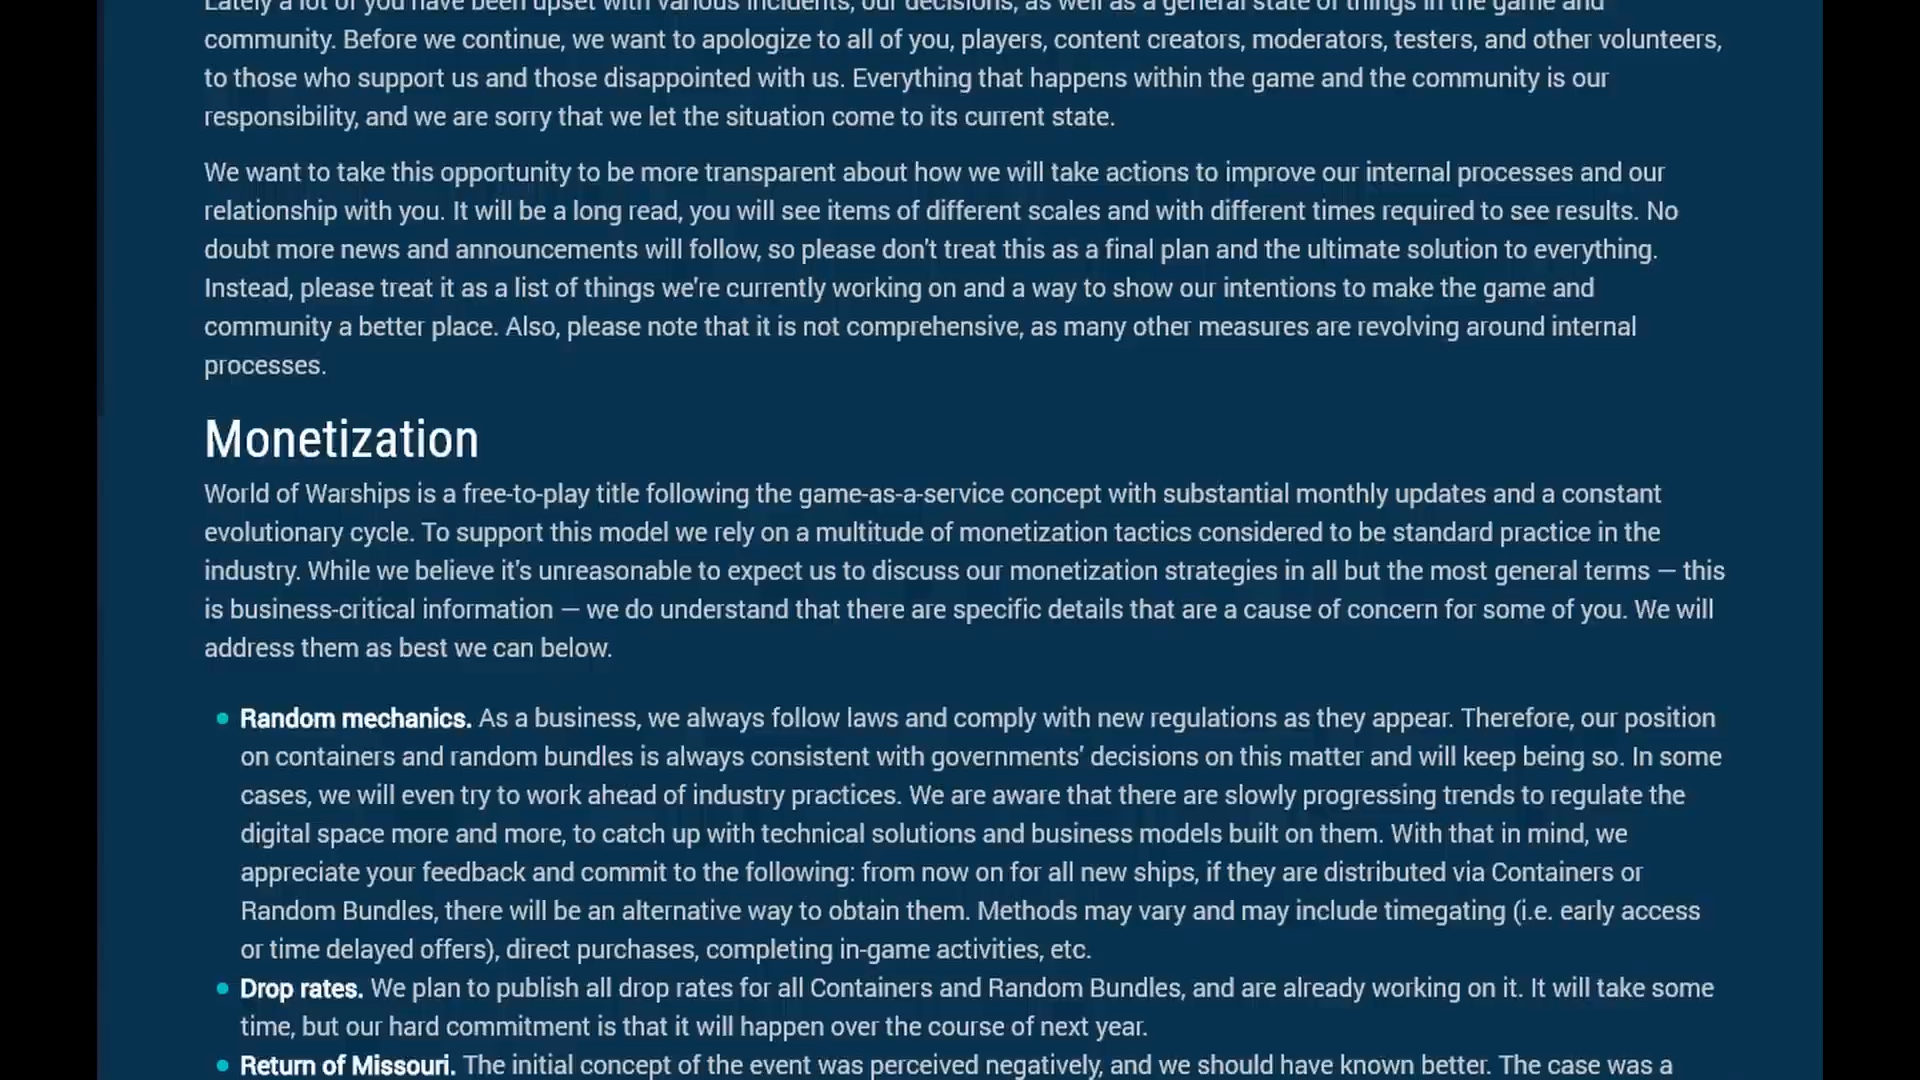 Lately a lot of you have been upset with various incidents, our decisions, as well as a general state of things in the game and
community. Before we continue, we want to apologize to all of you, players, content creators, moderators, testers, and other volunteers,
to those who support us and those disappointed with us. Everything that happens within the game and the community is our
responsibility, and we are sorry that we let the situation come to its current state.
We want to take this opportunity to be more transparent about how we will take actions to improve our internal processes and our
relationship with you. It will be a long read, you will see items of different scales and with different times required to see results. No
doubt more news and announcements will follow, so please don't treat this as a final plan and the ultimate solution to everything.
Instead, please treat it as a list of things we're currently working on and a way to show our intentions to make the game and
community a better place. Also, please note that it is not comprehensive, as many other measures are revolving around internal
processes.
Monetization
World of Warships is a free-to-play title following the game-as-a-service concept with substantial monthly updates and a constant
evolutionary cycle. To support this model we rely on a multitude of monetization tactics considered to be standard practice in the
industry. While we believe it's unreasonable to expect us to discuss our monetization strategies in all but the most general terms — this
is business-critical information — we do understand that there are specific details that are a cause of concern for some of you. We will
address them as best we can below.
• Random mechanics. As a business, we always follow laws and comply with new regulations as they appear. Therefore, our position
on containers and random bundles is always consistent with governments' decisions on this matter and will keep being so. In some
cases, we will even try to work ahead of industry practices. We are aware that there are slowly progressing trends to regulate the
digital space more and more, to catch up with technical solutions and business models built on them. With that in mind, we
appreciate your feedback and commit to the following: from now on for all new ships, if they are distributed via Containers or
Random Bundles, there will be an alternative way to obtain them. Methods may vary and may include timegating (i.e. early access
or time delayed offers), direct purchases, completing in-game activities, etc.
• Drop rates. We plan to publish all drop rates for all Containers and Random Bundles, and are already working on it. It will take some
time, but our hard commitment is that it will happen over the course of next year.
• Return of Missouri. The initial concept of the event was perceived negatively, and we should have known better. The case was a